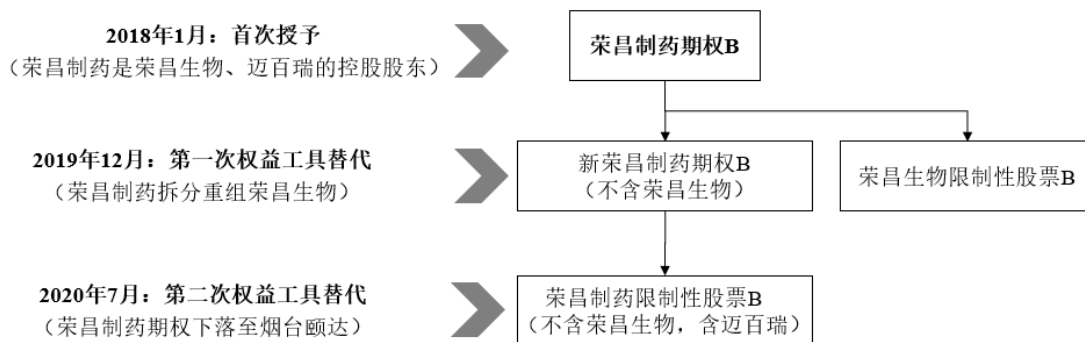 2018年1月：首次授予
（荣昌制药是荣昌生物、迈百瑞的控股股东）
荣昌制药期权B
2019年12月：第一次权益工具替代
（荣昌制药拆分重组荣昌生物）
新荣昌制药期权B
（不含荣昌生物）
荣昌生物限制性股票B
2020年7月：第二次权益工具替代
（荣昌制药期权下落至烟台颐达）
荣昌制药限制性股票B
（不含荣昌生物，含迈百瑞）